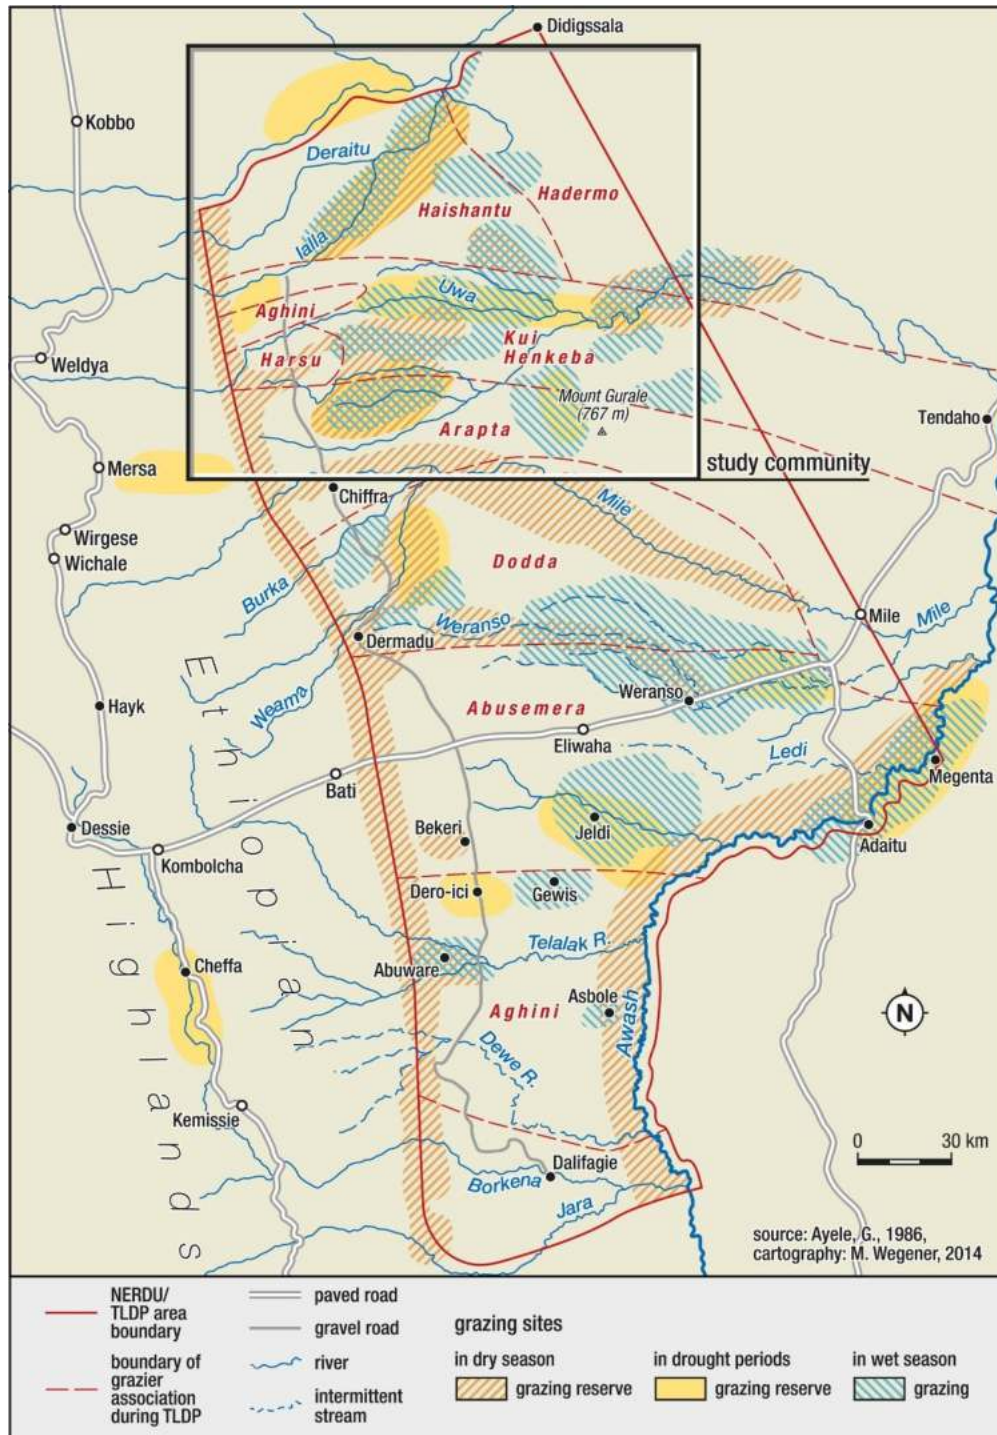 Didigssala
Kobbo
Deraitu
Hadermo
Haishantu
Ialla
Uwa
Aghini
Kui
Henkeba
Harsu
Weldya
Mount Gurale
(767 m)
Tendaho
Arapta
study community
Mersa
Chiffra
Mile
Wirgese
Wichale
Dodda
Burka
Mile
Mile
Weranso
Dermadu
Weranso
Hayk
Weama
Abusemera
Eliwaha
Ledi
Megenta
Bati
Dessie
Bekeri
Jeldi
Adaitu
Kombolcha
Dero-ici
Gewis
Telalak R.
Abuware
Cheffa
Asbole
Aghini
Awash
N
Dewe R.
Ethiopian
Highlands
Kemissie
0 30 km
Dalifagie
Borkena
Jara
source: Ayele, G., 1986,
cartography: M. Wegener, 2014
NERDU/
TLDP area
boundary
boundary of
grazier
association
during TLDP
paved road
gravel road
river
intermittent
stream
grazing sites
in dry season
grazing reserve
in drought periods
grazing reserve
in wet season
grazing